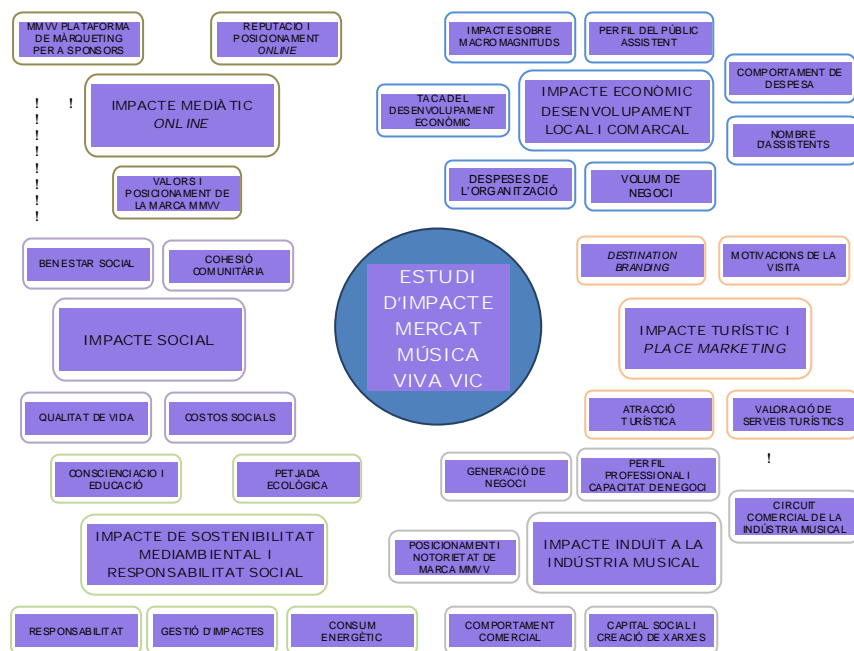 MMVV PLATAFORMA
DE MÀRQUETING
PER A SPONSORS
REPUTACIÓ I
POSICIONAMENT
ONLINE
!
!
!
!
!
!
!
!
!
IMPACTE MEDIÀTIC
ONLINE
VALORS I
POSICIONAMENT DE
LA MARCA MMVV
IMPACTE SOBRE
MACROMAGNITUDS
PERFIL DEL PÚBLIC
ASSISTENT
COMPORTAMENT DE
DESPESA
TACA DEL
DESENVOLUPAMENT
ECONÒMIC
IMPACTE ECONÒMIC
DESENVOLUPAMENT
LOCAL I COMARCAL
NOMBRE
D'ASSISTENTS
DESPESES DE
L'ORGANITZACIÓ
VOLUM DE
NEGOCI
BENESTAR SOCIAL
COHESIÓ
COMUNITÀRIA
IMPACTE SOCIAL
QUALITAT DE VIDA
COSTOS SOCIALS
ESTUDI
D'IMPACTE
MERCAT
MÚSICA
VIVA VIC
DESTINATION
BRANDING
MOTIVACIONS DE LA
VISITA
IMPACTE TURÍSTIC I
PLACE MARKETING
ATRACCIÓ
TURÍSTICA
VALORACIÓ DE
SERVEIS TURÍSTICS
!
CONSCIENCIACIO I
EDUCACIÓ
PETJADA
ECOLÒGICA
IMPACTE DE SOSTENIBILITAT
MEDIAMBIENTAL I
RESPONSABILITAT SOCIAL
RESPONSABILITAT
GESTIÓ D'IMPACTES
CONSUM
ENERGÈTIC
GENERACIÓ DE
NEGOCI
PERFIL
PROFESSIONAL I
CAPACITAT DE NEGOCI
CIRCUIT
COMERCIAL DE LA
INDÚSTRIA MUSICAL
POSICIONAMENT I
NOTORIETAT DE
MARCA MMVV
IMPACTE INDUÏT A LA
INDÚSTRIA MUSICAL
COMPORTAMENT
COMERCIAL
CAPITAL SOCIAL I
CREACIÓ DE XARXES